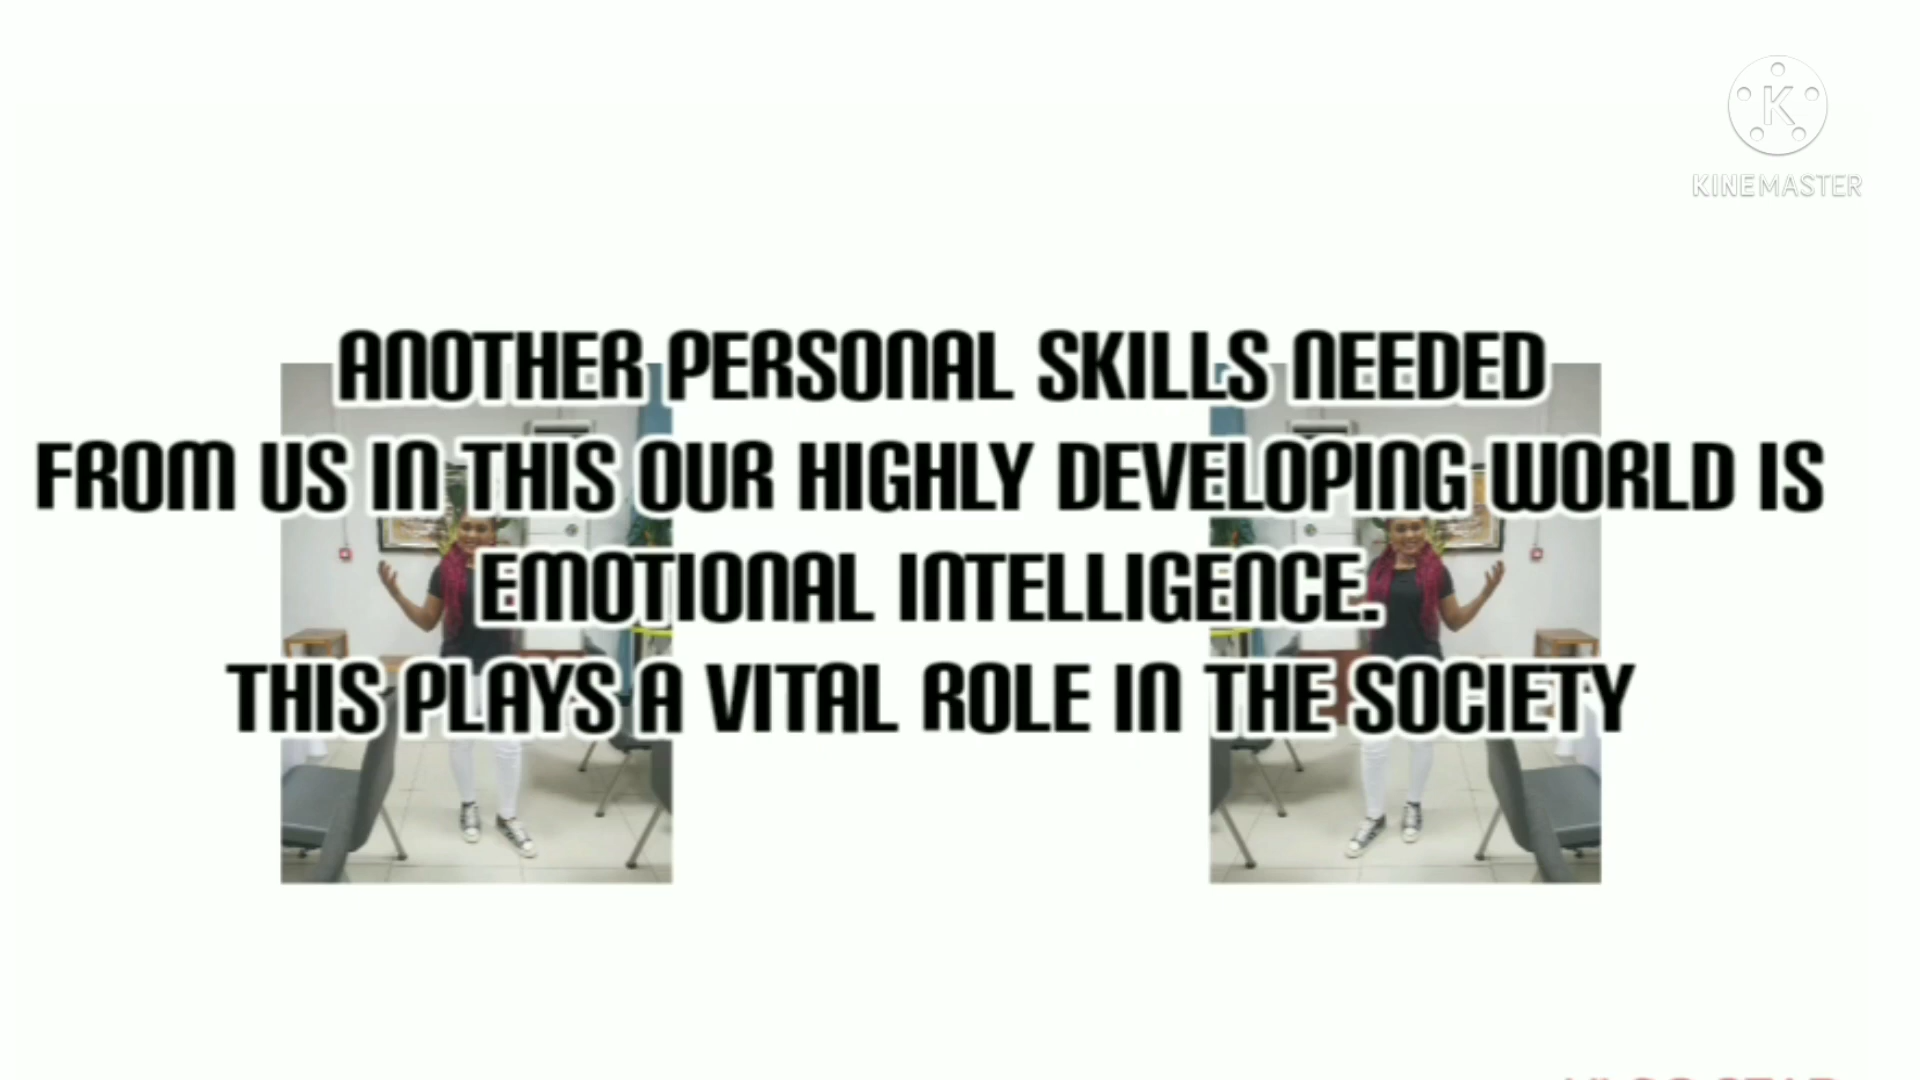 K
KINEMASTER
ANOTHER PERSONAL SKILLS NEEDED
FROM US IN THIS OUR HIGHLY DEVELOPING WORLD IS
EMOTIONAL INTELLIGENCE.
THIS PLAYS A VITAL ROLE IN THE SOCIETY